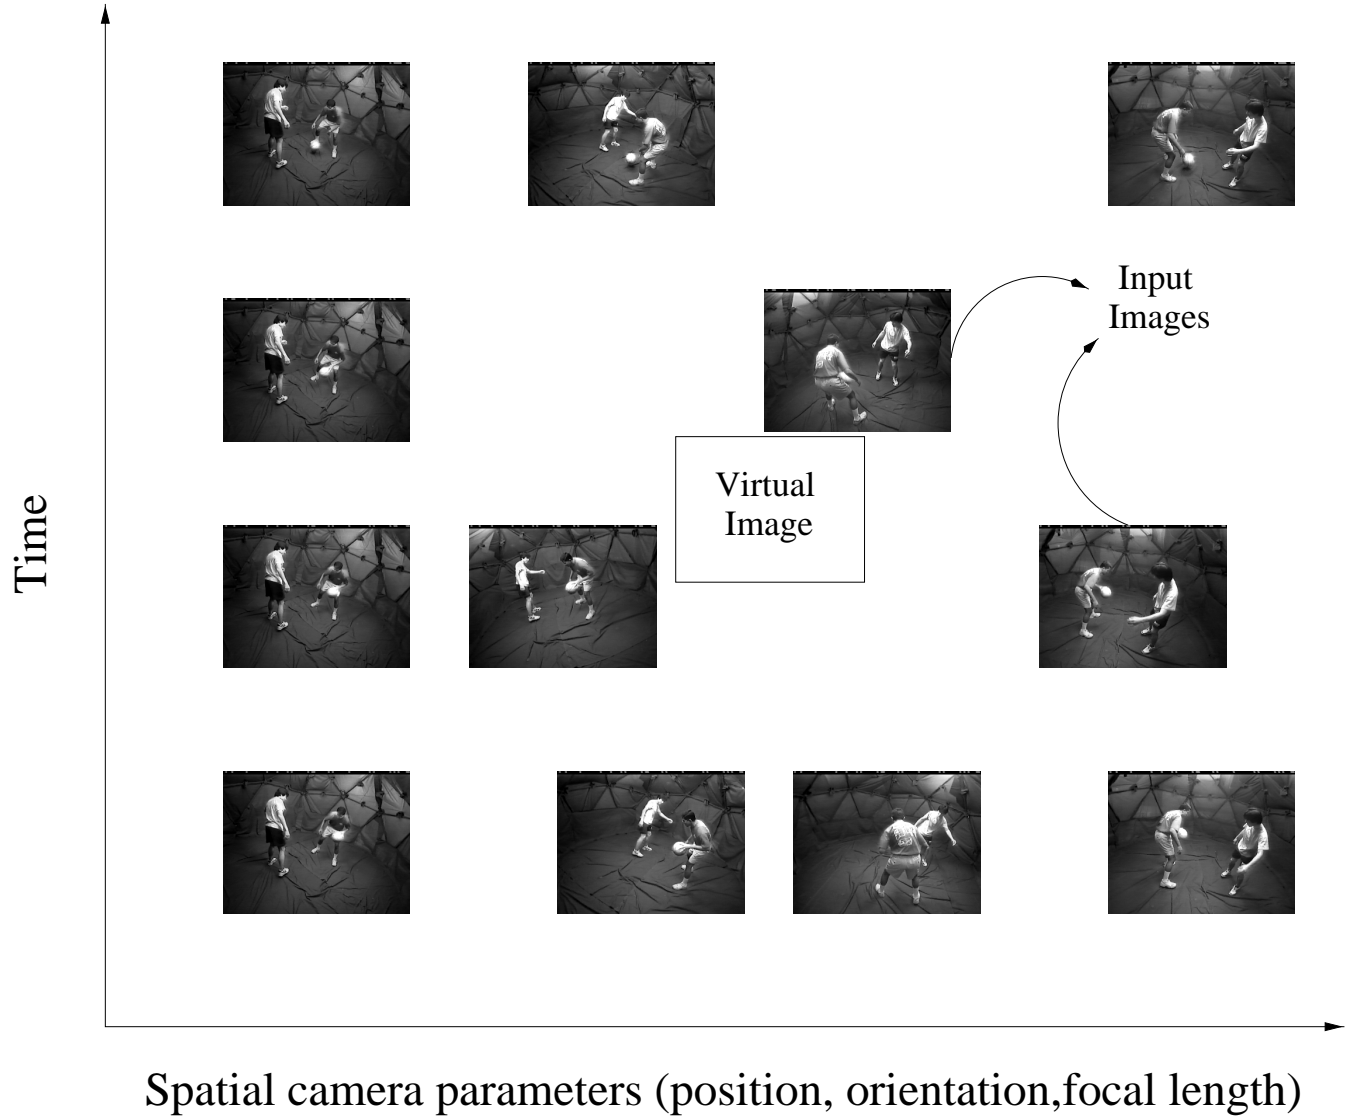 Input
Images
Virtual
Image
Time
Spatial camera parameters (position, orientation,focal length)